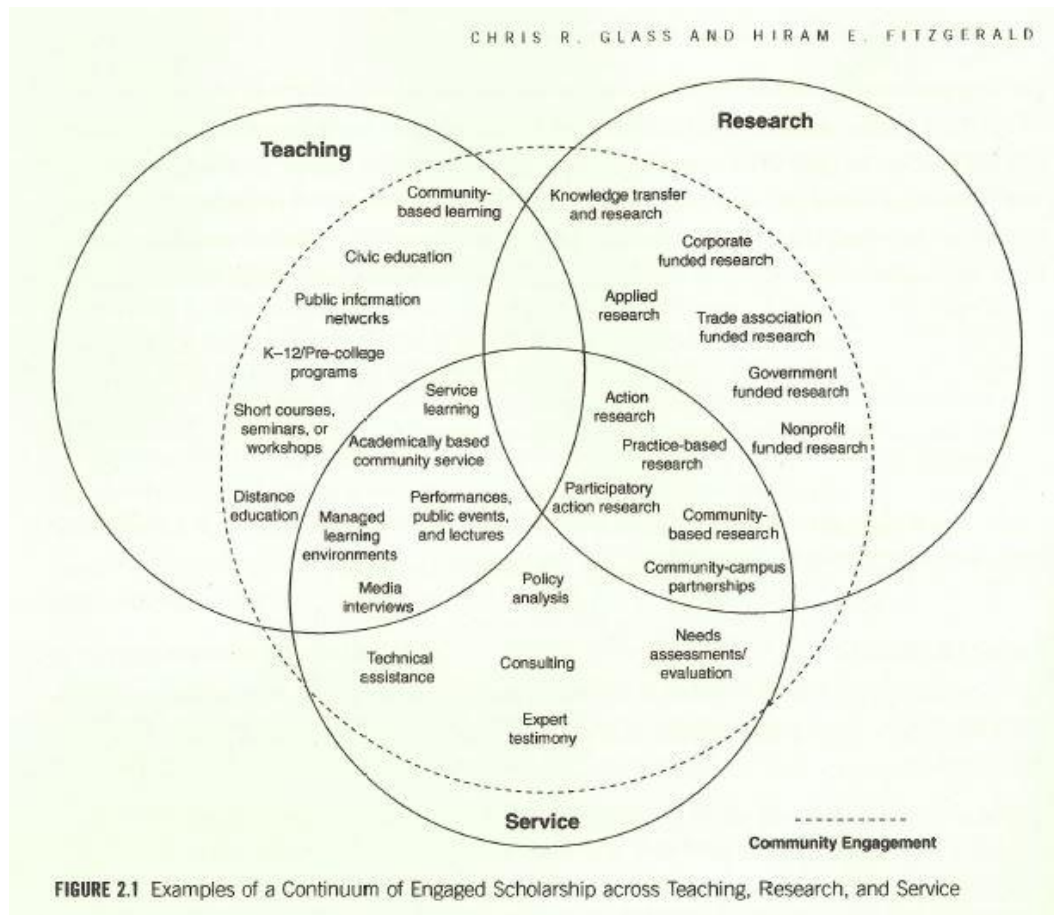 CHRIS R. GLASS AND HIRAM E. FITZGERALD
Teaching
Research
Community-
based learning
Civic education
Public information
networks
K–12/Pre-college
programs
Short courses,
seminars, or
workshops
Distance
education
Knowledge transfer
and research
Corporate
funded research
Applied
research
Trade association
funded research
Government
funded research
Nonprofit
funded research
Service
learning
Academically based
community service
Performances,
public events,
and lectures
Managed
learning
environments
Media
interviews
Action
research
Practice-based
research
Participatory
action research
Community-
based research
Community-campus
partnerships
Policy
analysis
Needs
assessments/
evaluation
Technical
assistance
Consulting
Expert
testimony
Service
Community Engagement
FIGURE 2.1 Examples of a Continuum of Engaged Scholarship across Teaching, Research, and Service